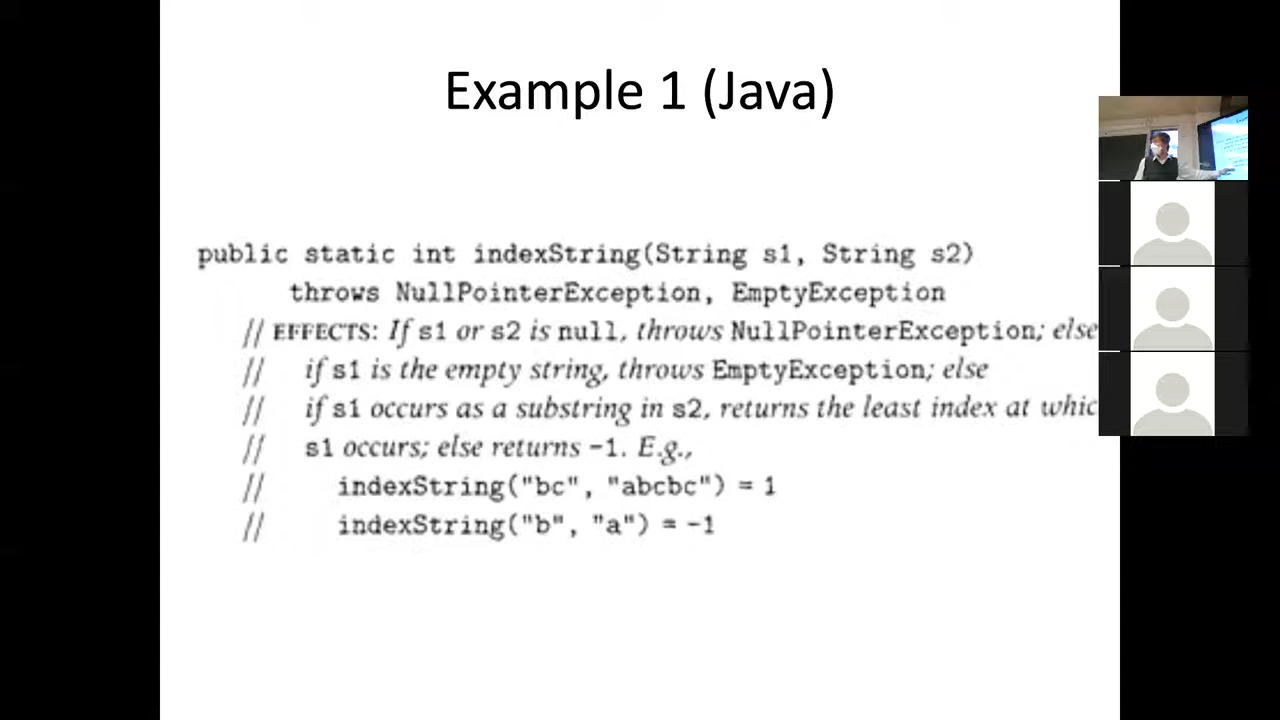 Example 1 (Java)
public static int indexString(String s1, String s2)
throws NullPointerException, EmptyException
// EFFECTS: If s1 or s2 is null, throws NullPointerException; else
// if s1 is the empty string, throws EmptyException; else
// if s1 occurs as a substring in s2, returns the least index at whic
// s1 occurs; else returns -1. E.g.,
// indexString("bc", "abcbc") = 1
// indexString("b", "a") = -1